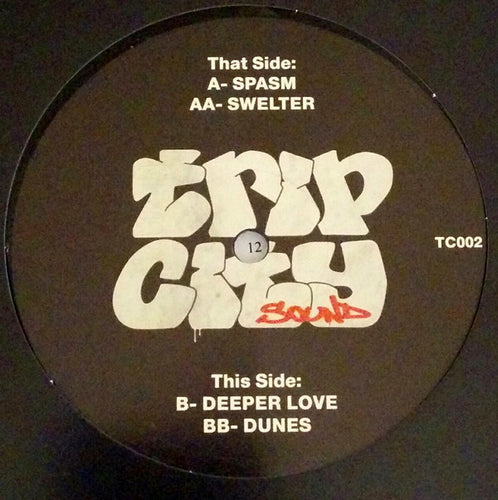 That Side:
A- SPASM
AA- SWELTER
TRIP
12
TC002
CITY
SOUND
This Side:
B- DEEPER LOVE
BB- DUNES